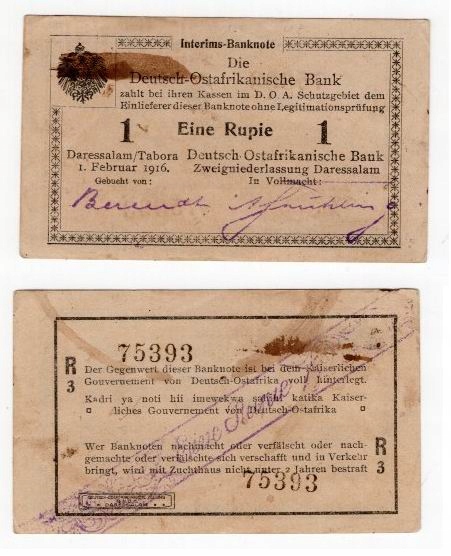 Interims-Banknote
Die
Deutsch-Ostafrikanische Bank
zahlt bei ihren Kassen im D. O. A. Schutzgebiet dem
Einlieferer dieser Banknote ohne Legitimationsprüfung
1 Eine Rupie 1
Daressalam/Tabora Deutsch-Ostafrikanische Bank
1. Februar 1916. Zweigniederlassung Daressalam
Gebucht von: In Vollmacht:
Berendt
75393
R
3
Der Gegenwert dieser Banknote ist bei dem Kaiserlichen
Gouvernement von Deutsch-Ostafrika voll hinterlegt.
Kadri ya noti hii imewekwa sahihi katika Kaiser-
liches Gouvernement von Deutsch-Ostafrika
Wer Banknoten nachmacht oder verfälscht oder nach-
gemachte oder verfälschte sich verschafft und in Verkehr
bringt, wird mit Zuchthaus nicht unter 2 Jahren bestraft
R
3
75393
Eine Rupie
DARESSALAM